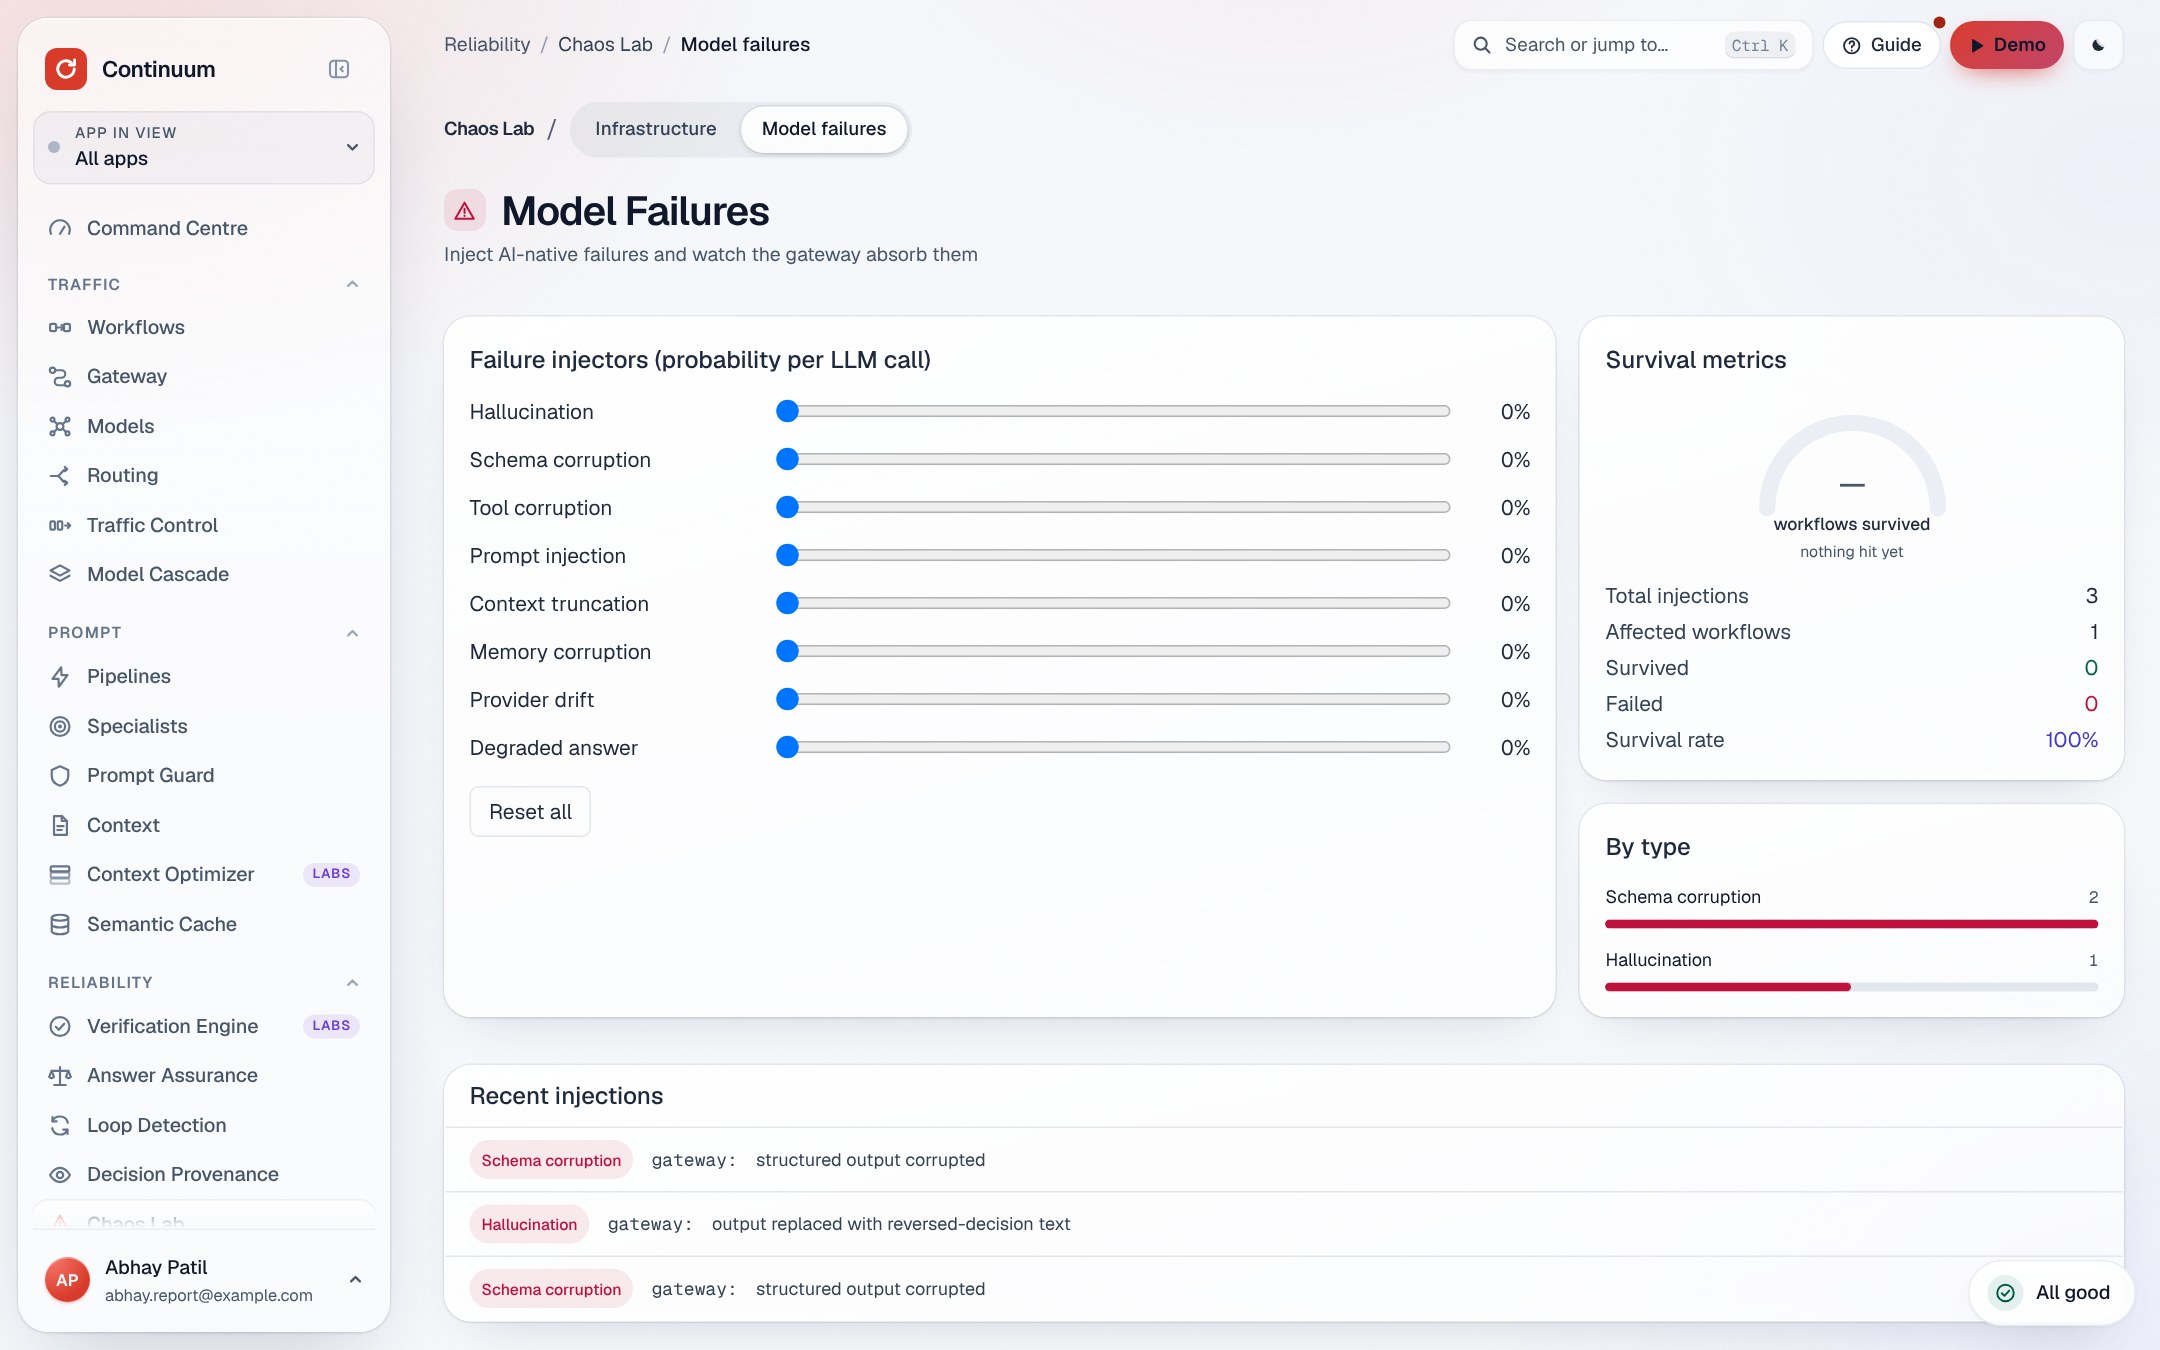 Continuum
APP IN VIEW
All apps
Command Centre
TRAFFIC
Workflows
Gateway
Models
Routing
Traffic Control
Model Cascade
PROMPT
Pipelines
Specialists
Prompt Guard
Context
Context Optimizer LABS
Semantic Cache
RELIABILITY
Verification Engine LABS
Answer Assurance
Loop Detection
Decision Provenance
Chaos Lab
AP
Abhay Patil
abhay.report@example.com
Reliability / Chaos Lab / Model failures
Search or jump to... Ctrl K
Guide
Demo
Chaos Lab / Infrastructure Model failures
Model Failures
Inject AI-native failures and watch the gateway absorb them
Failure injectors (probability per LLM call)
Hallucination 0%
Schema corruption 0%
Tool corruption 0%
Prompt injection 0%
Context truncation 0%
Memory corruption 0%
Provider drift 0%
Degraded answer 0%
Reset all
Survival metrics
—
workflows survived
nothing hit yet
Total injections 3
Affected workflows 1
Survived 0
Failed 0
Survival rate 100%
By type
Schema corruption 2
Hallucination 1
Recent injections
Schema corruption gateway: structured output corrupted
Hallucination gateway: output replaced with reversed-decision text
Schema corruption gateway: structured output corrupted
All good